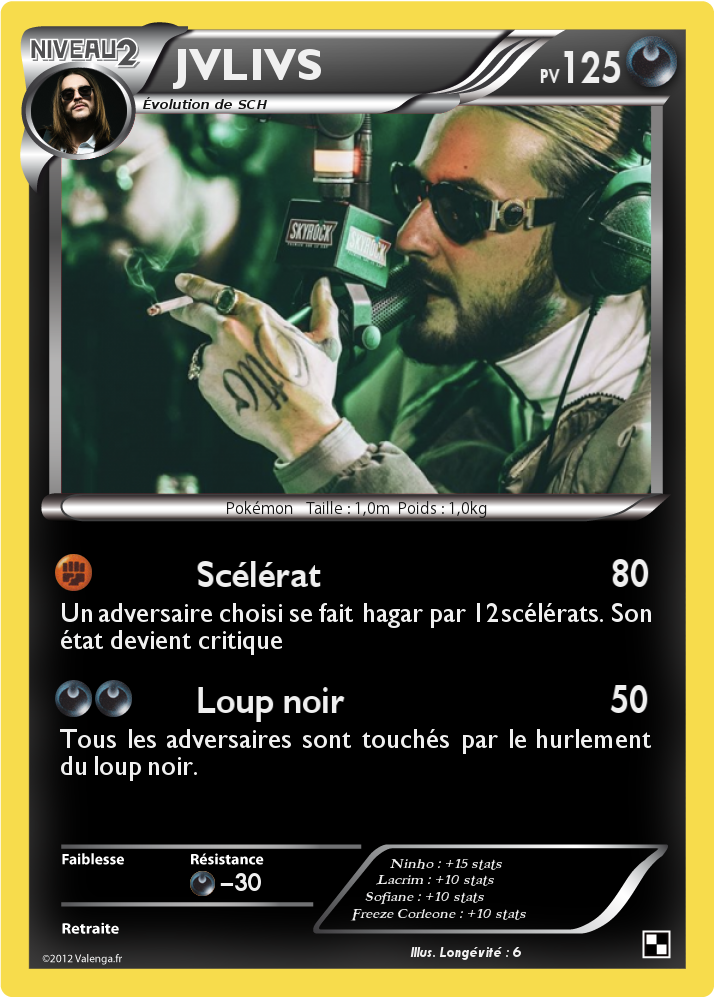 NIVEAU2
JVLIVS
PV125
Évolution de SCH
SKYROCK
SKYROCK
Pokémon Taille : 1,0m Poids : 1,0kg
Scélérat 80
Un adversaire choisi se fait hagar par 12scélérats. Son
état devient critique
Loup noir 50
Tous les adversaires sont touchés par le hurlement
du loup noir.
Faiblesse Résistance
–30
Retraite
Ninho : +15 stats
Lacrim : +10 stats
Sofiane : +10 stats
Freeze Corleone : +10 stats
Illus. Longévité : 6
©2012 Valenga.fr